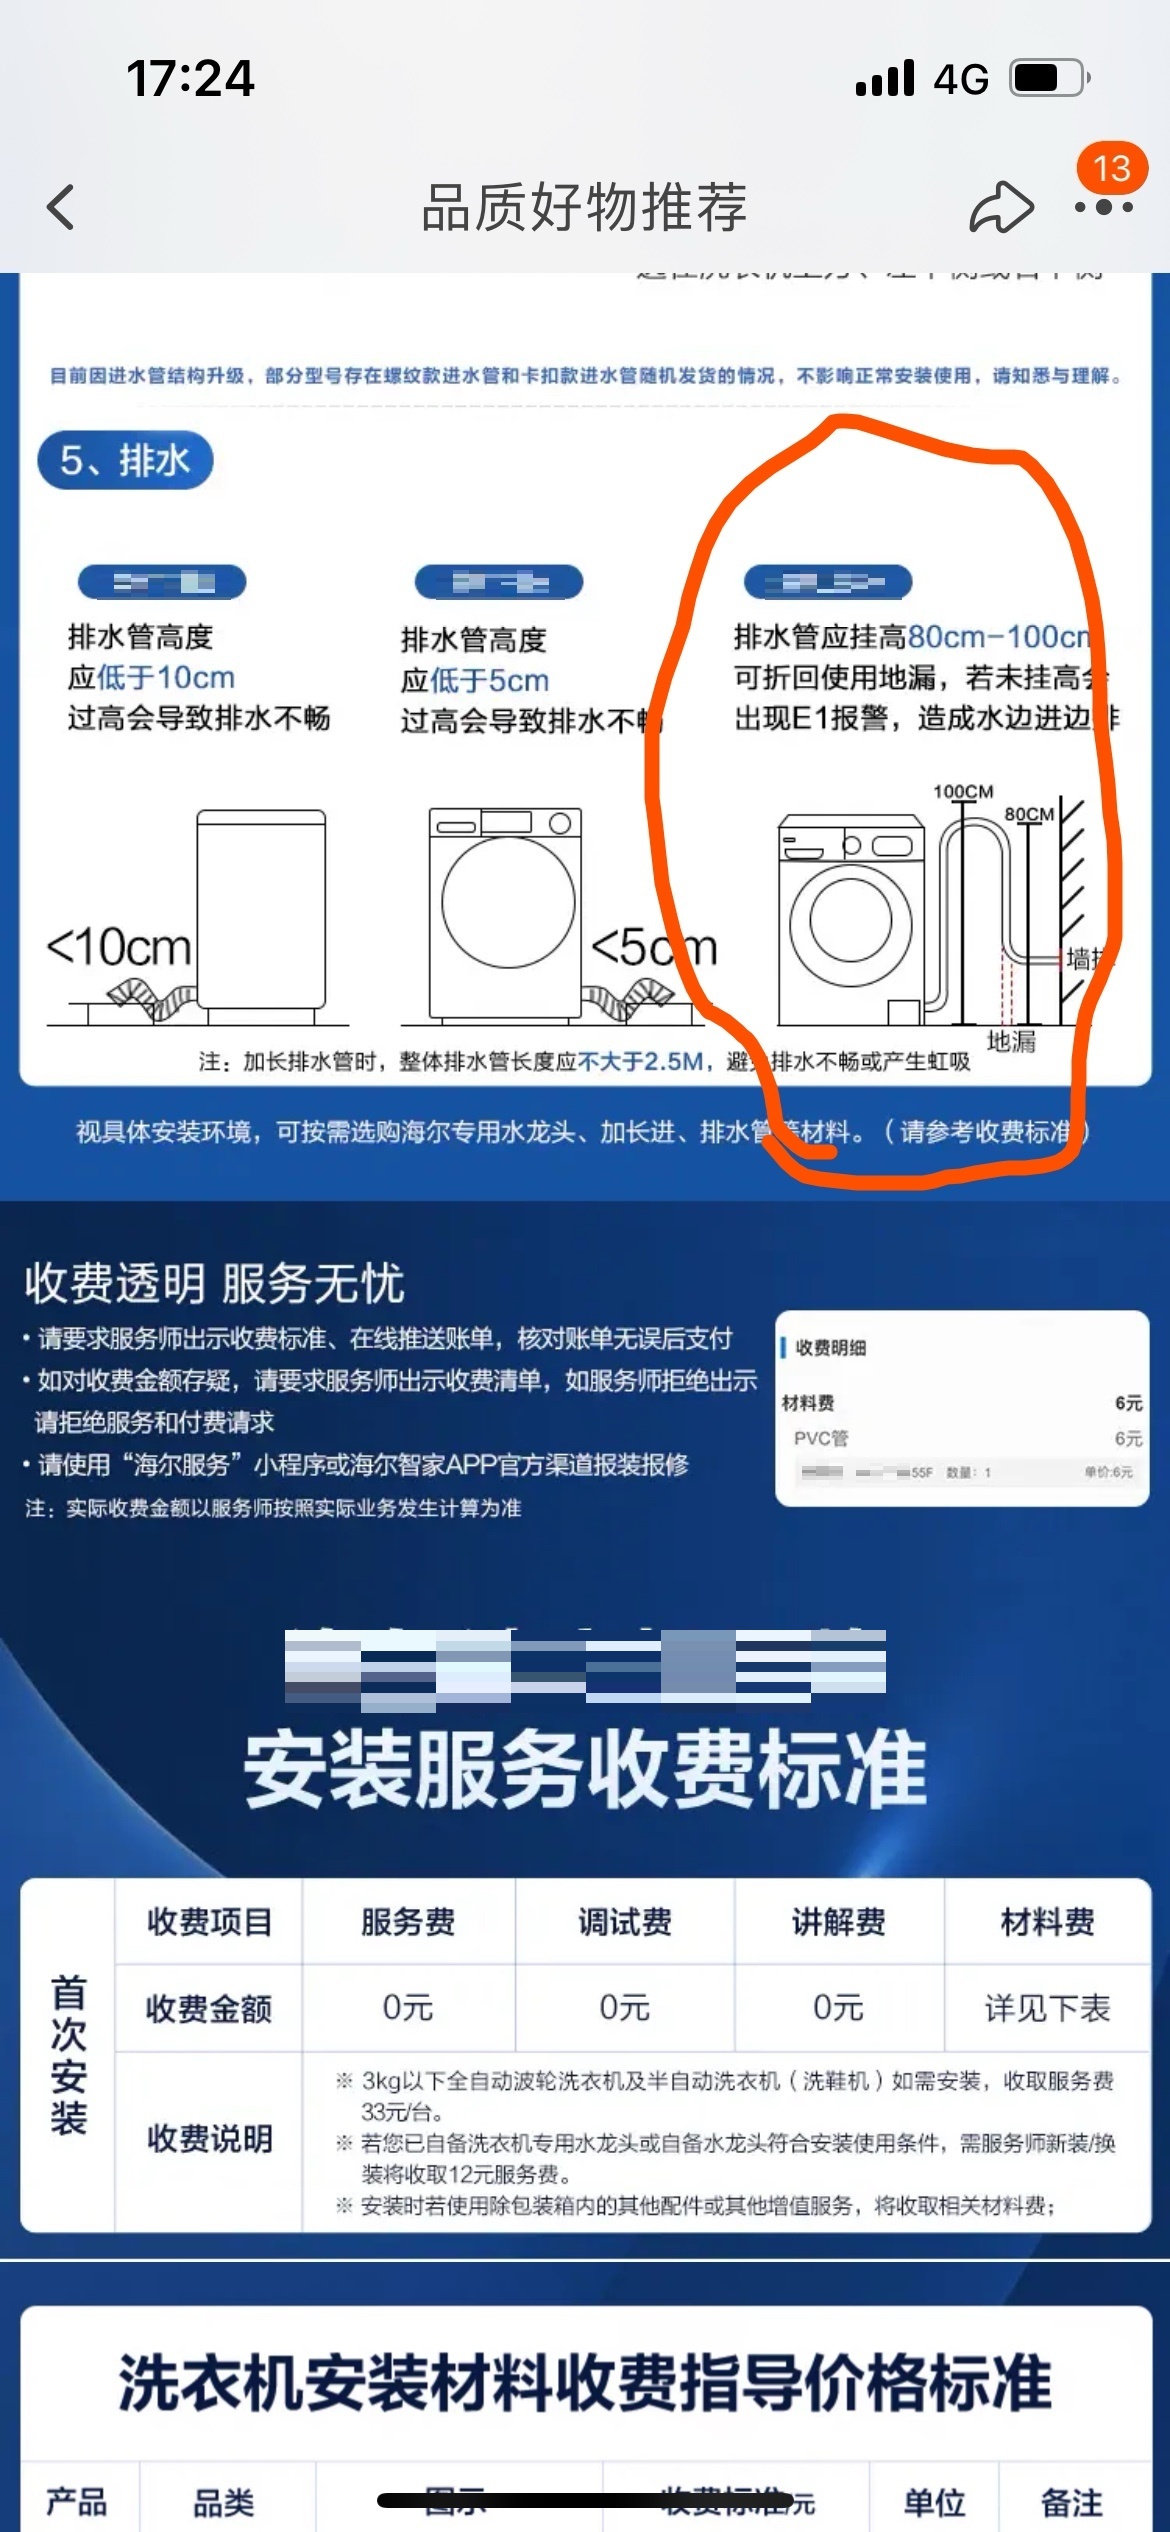 17:24
4G
品质好物推荐
13
目前因进水管结构升级，部分型号存在螺纹款进水管和卡扣款进水管随机发货的情况，不影响正常安装使用，请知悉与理解。
5、排水
排水管高度
应低于10cm
过高会导致排水不畅
排水管高度
应低于5cm
过高会导致排水不畅
排水管应挂高80cm-100cm
可折回使用地漏，若未挂高会
出现E1报警，造成水边进边排
<10cm
<5cm
100CM
80CM
墙排
地漏
注：加长排水管时，整体排水管长度应不大于2.5M，避免排水不畅或产生虹吸
视具体安装环境，可按需选购海尔专用水龙头、加长进、排水管等材料。（请参考收费标准）
收费透明 服务无忧
•请要求服务师出示收费标准、在线推送账单，核对账单无误后支付
•如对收费金额存疑，请要求服务师出示收费清单，如服务师拒绝出示
请拒绝服务和付费请求
•请使用“海尔服务”小程序或海尔智家APP官方渠道报装报修
注：实际收费金额以服务师按照实际业务发生计算为准
收费明细
材料费 6元
PVC管 6元
55F 数量：1 单价:6元
安装服务收费标准
首次安装
收费项目 服务费 调试费 讲解费 材料费
收费金额 0元 0元 0元 详见下表
收费说明
※ 3kg以下全自动波轮洗衣机及半自动洗衣机（洗鞋机）如需安装，收取服务费
33元/台。
※ 若您已自备洗衣机专用水龙头或自备水龙头符合安装使用条件，需服务师新装/换
装将收取12元服务费。
※ 安装时若使用除包装箱内的其他配件或其他增值服务，将收取相关材料费；
洗衣机安装材料收费指导价格标准
产品 品类 图示 收费标准/元 单位 备注